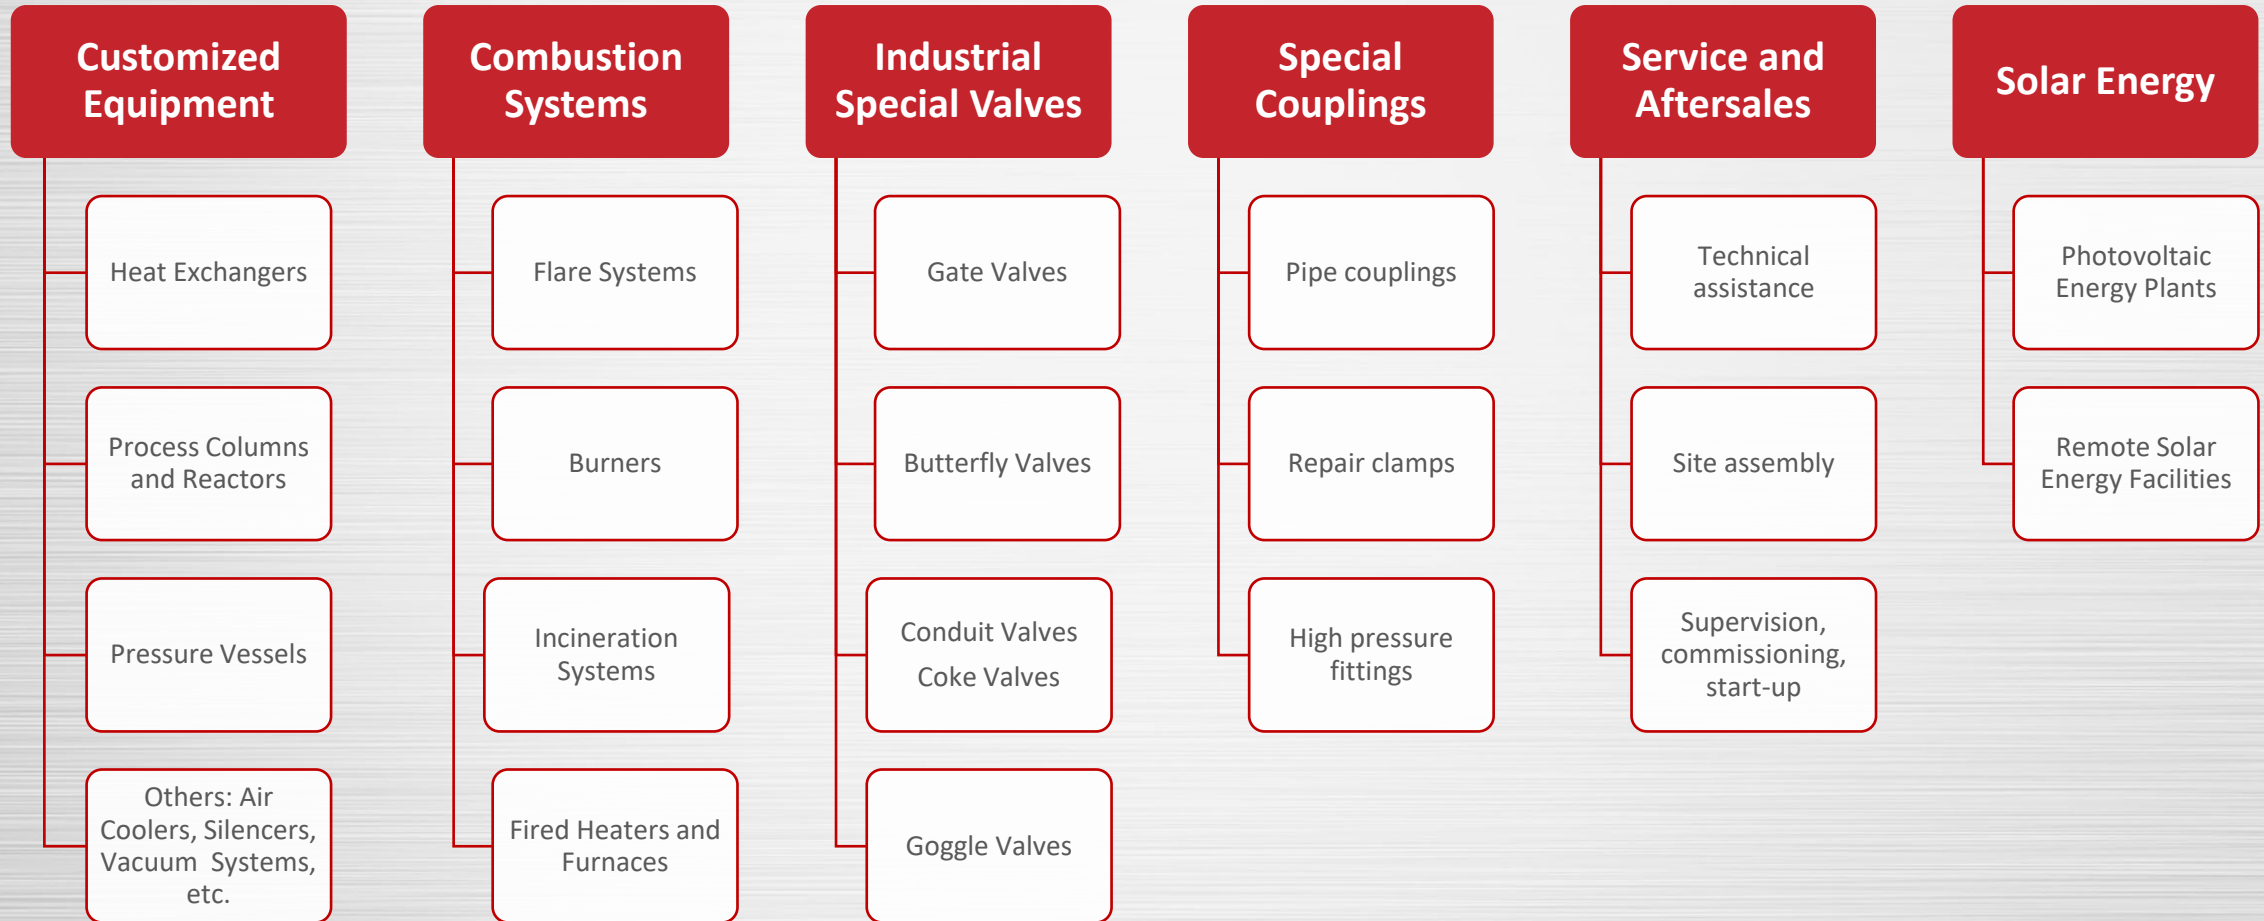 Customized
Equipment
Heat Exchangers
Process Columns
and Reactors
Pressure Vessels
Others: Air
Coolers, Silencers,
Vacuum  Systems,
etc.
Combustion
Systems
Flare Systems
Burners
Incineration
Systems
Fired Heaters and
Furnaces
Industrial
Special Valves
Gate Valves
Butterfly Valves
Conduit Valves
Coke Valves
Goggle Valves
Special
Couplings
Pipe couplings
Repair clamps
High pressure
fittings
Service and
Aftersales
Technical
assistance
Site assembly
Supervision,
commissioning,
start-up
Solar Energy
Photovoltaic
Energy Plants
Remote Solar
Energy Facilities